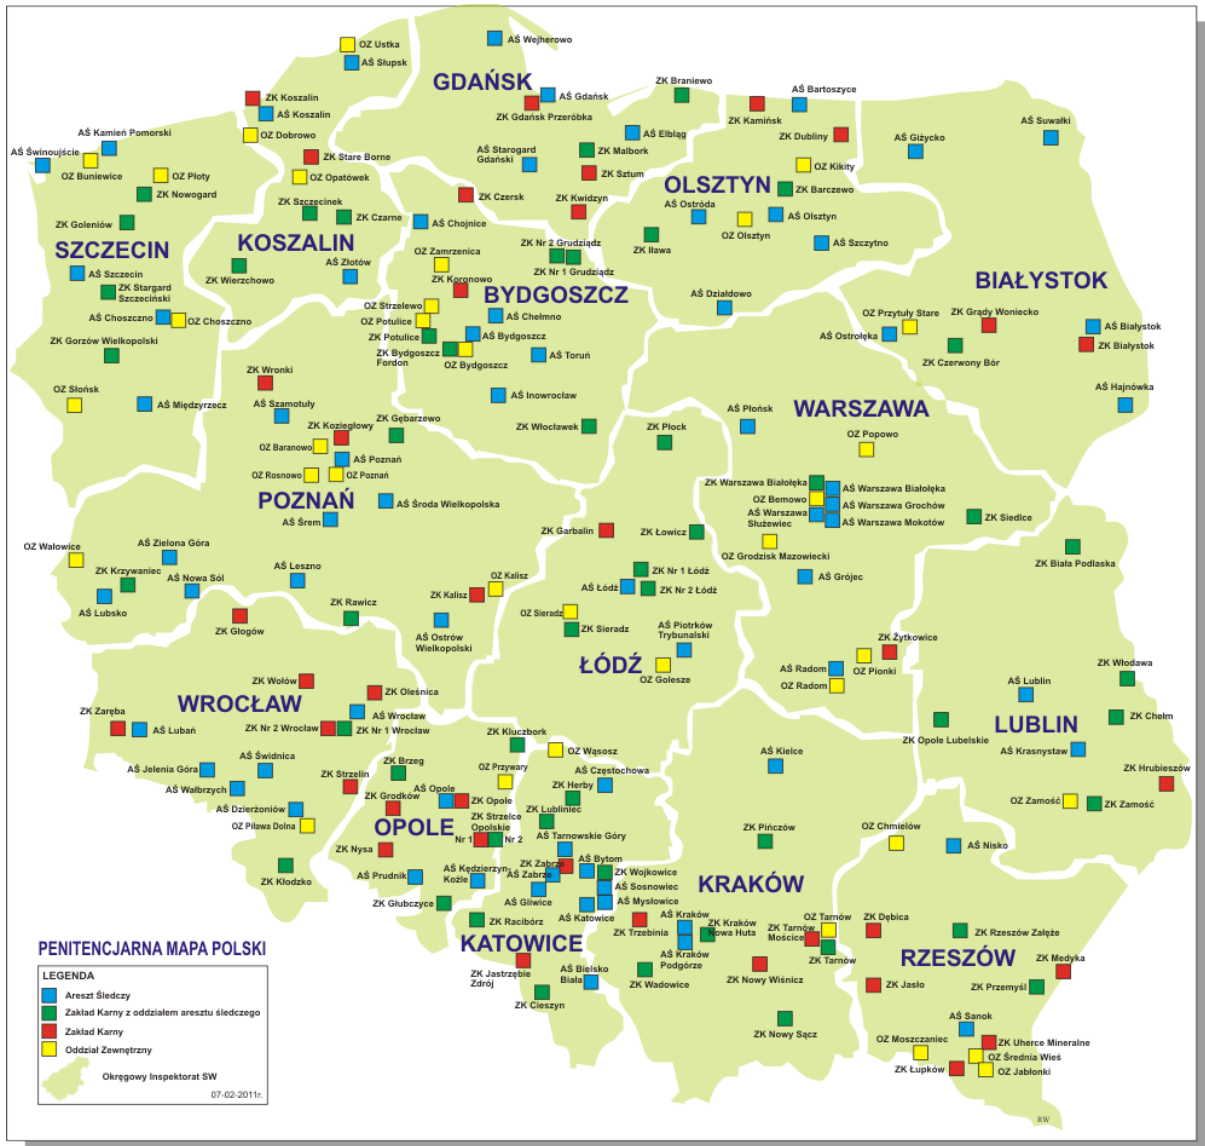 OZ Ustka
AŚ Słupsk
AŚ Wejherowo
GDAŃSK
ZK Koszalin
AŚ Koszalin
OZ Dobrowo
AŚ Gdańsk
ZK Gdańsk Przeróbka
ZK Braniewo
AŚ Bartoszyce
ZK Kamińsk
ZK Dubliny
AŚ Giżycko
AŚ Suwałki
AŚ Kamień Pomorski
AŚ Świnoujście
OZ Buniewice
OZ Płoty
ZK Nowogard
ZK Goleniów
ZK Stare Borne
OZ Opatówek
AŚ Elbląg
AŚ Starogard
Gdański
ZK Malbork
ZK Sztum
ZK Kwidzyn
ZK Czersk
OZ Kikity
OLSZTYN
ZK Barczewo
AŚ Ostróda
OZ Olsztyn
AŚ Olsztyn
AŚ Szczytno
ZK Iława
ZK Szczecinek
ZK Czarne
AŚ Chojnice
SZCZECIN
KOSZALIN
ZK Wierzchowo
AŚ Złotów
AŚ Szczecin
ZK Stargard
Szczeciński
AŚ Choszczno
OZ Choszczno
ZK Gorzów Wielkopolski
OZ Słońsk
AŚ Międzyrzecz
OZ Zamrzenica
ZK Nr 2 Grudziądz
ZK Nr 1 Grudziądz
ZK Koronowo
BYDGOSZCZ
OZ Strzelewo
OZ Potulice
ZK Potulice
AŚ Chełmno
AŚ Bydgoszcz
ZK Bydgoszcz
Fordon
OZ Bydgoszcz
AŚ Toruń
AŚ Inowrocław
ZK Włocławek
AŚ Działdowo
BIAŁYSTOK
OZ Przytuły Stare
ZK Grądy Woniecko
AŚ Ostrołęka
ZK Czerwony Bór
AŚ Białystok
ZK Białystok
AŚ Hajnówka
ZK Wronki
AŚ Szamotuły
ZK Gębarzewo
ZK Koziegłowy
OZ Baranowo
AŚ Poznań
OZ Rosnowo
OZ Poznań
POZNAŃ
AŚ Środa Wielkopolska
AŚ Śrem
ZK Płock
AŚ Płońsk
WARSZAWA
OZ Popowo
ZK Warszawa Białołęka
AŚ Warszawa Białołęka
OZ Bemowo
AŚ Warszawa Grochów
AŚ Warszawa
Służewiec
AŚ Warszawa Mokotów
ZK Siedlce
OZ Grodzisk Mazowiecki
AŚ Grójec
ZK Biała Podlaska
OZ Wałowice
AŚ Zielona Góra
ZK Krzywaniec
AŚ Nowa Sól
AŚ Lubsko
AŚ Leszno
ZK Głogów
ZK Rawicz
OZ Kalisz
ZK Kalisz
AŚ Ostrów
Wielkopolski
ZK Garbalin
ZK Łowicz
ZK Nr 1 Łódź
AŚ Łódź
ZK Nr 2 Łódź
OZ Sieradz
ZK Sieradz
AŚ Piotrków
Trybunalski
ŁÓDŹ
OZ Golesze
ZK Żytkowice
OZ Pionki
AŚ Radom
OZ Radom
ZK Włodawa
AŚ Lublin
ZK Chełm
LUBLIN
ZK Opole Lubelskie
AŚ Krasnystaw
ZK Hrubieszów
OZ Zamość
ZK Zamość
ZK Wołów
WROCŁAW
ZK Oleśnica
AŚ Wrocław
ZK Zaręba
AŚ Lubań
ZK Nr 2 Wrocław
ZK Nr 1 Wrocław
AŚ Jelenia Góra
AŚ Świdnica
AŚ Wałbrzych
AŚ Dzierżoniów
OZ Piława Dolna
ZK Kłodzko
ZK Strzelin
ZK Kluczbork
OZ Wąsosz
ZK Brzeg
OZ Przywary
AŚ Częstochowa
ZK Herby
ZK Grodków
AŚ Opole
ZK Opole
ZK Lubliniec
OPOLE
ZK Strzelce
Opolskie
Nr 1
Nr 2
ZK Nysa
AŚ Prudnik
AŚ Kędzierzyn
Koźle
ZK Głubczyce
AŚ Tarnowskie Góry
ZK Zabrze
AŚ Zabrze
AŚ Bytom
ZK Wojkowice
AŚ Sosnowiec
AŚ Mysłowice
AŚ Gliwice
AŚ Katowice
ZK Racibórz
KATOWICE
ZK Jastrzębie
Zdrój
AŚ Bielsko
Biała
ZK Cieszyn
AŚ Kielce
ZK Pińczów
KRAKÓW
AŚ Kraków
ZK Trzebinia
ZK Kraków
Nowa Huta
AŚ Kraków
Podgórze
ZK Wadowice
ZK Nowy Wiśnicz
ZK Nowy Sącz
OZ Tarnów
ZK Tarnów
Mościce
ZK Tarnów
OZ Chmielów
AŚ Nisko
ZK Dębica
ZK Rzeszów Załęże
RZESZÓW
ZK Medyka
ZK Jasło
ZK Przemyśl
AŚ Sanok
OZ Moszczaniec
ZK Uherce Mineralne
OZ Średnia Wieś
ZK Łupków
OZ Jabłonki
PENITENCJARNA MAPA POLSKI
LEGENDA
Areszt Śledczy
Zakład Karny z oddziałem aresztu śledczego
Zakład Karny
Oddział Zewnętrzny
Okręgowy Inspektorat SW
07-02-2011r.
RW